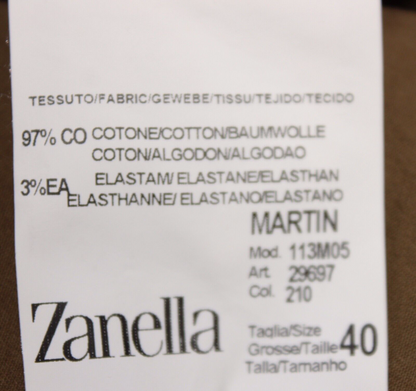 TESSUTO/FABRIC/GEWEBE/TISSU/TEJIDO/TECIDO
97% CO COTONE/COTTON/BAUMWOLLE
COTON/ALGODON/ALGODAO
3%EA ELASTAM/ ELASTANE/ELASTHAN
ELASTHANNE/ ELASTANO/ELASTANO
MARTIN
Mod. 113M05
Art. 29697
Col. 210
Zanella
Taglia/Size
Grosse/Taille 40
Talla/Tamanho